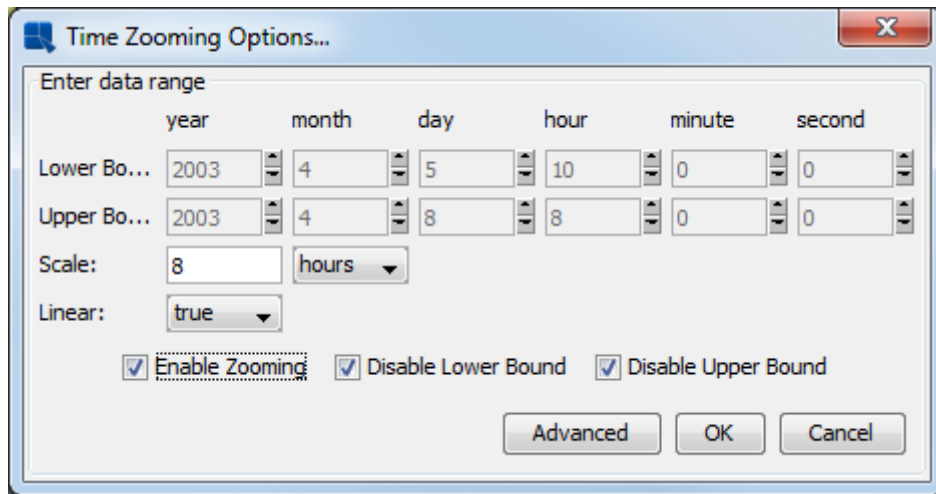 Time Zooming Options...
Enter data range
year month day hour minute second
Lower Bo... 2003 4 5 10 0 0
Upper Bo... 2003 4 8 8 0 0
Scale: 8 hours
Linear: true
Enable Zooming Disable Lower Bound Disable Upper Bound
Advanced OK Cancel